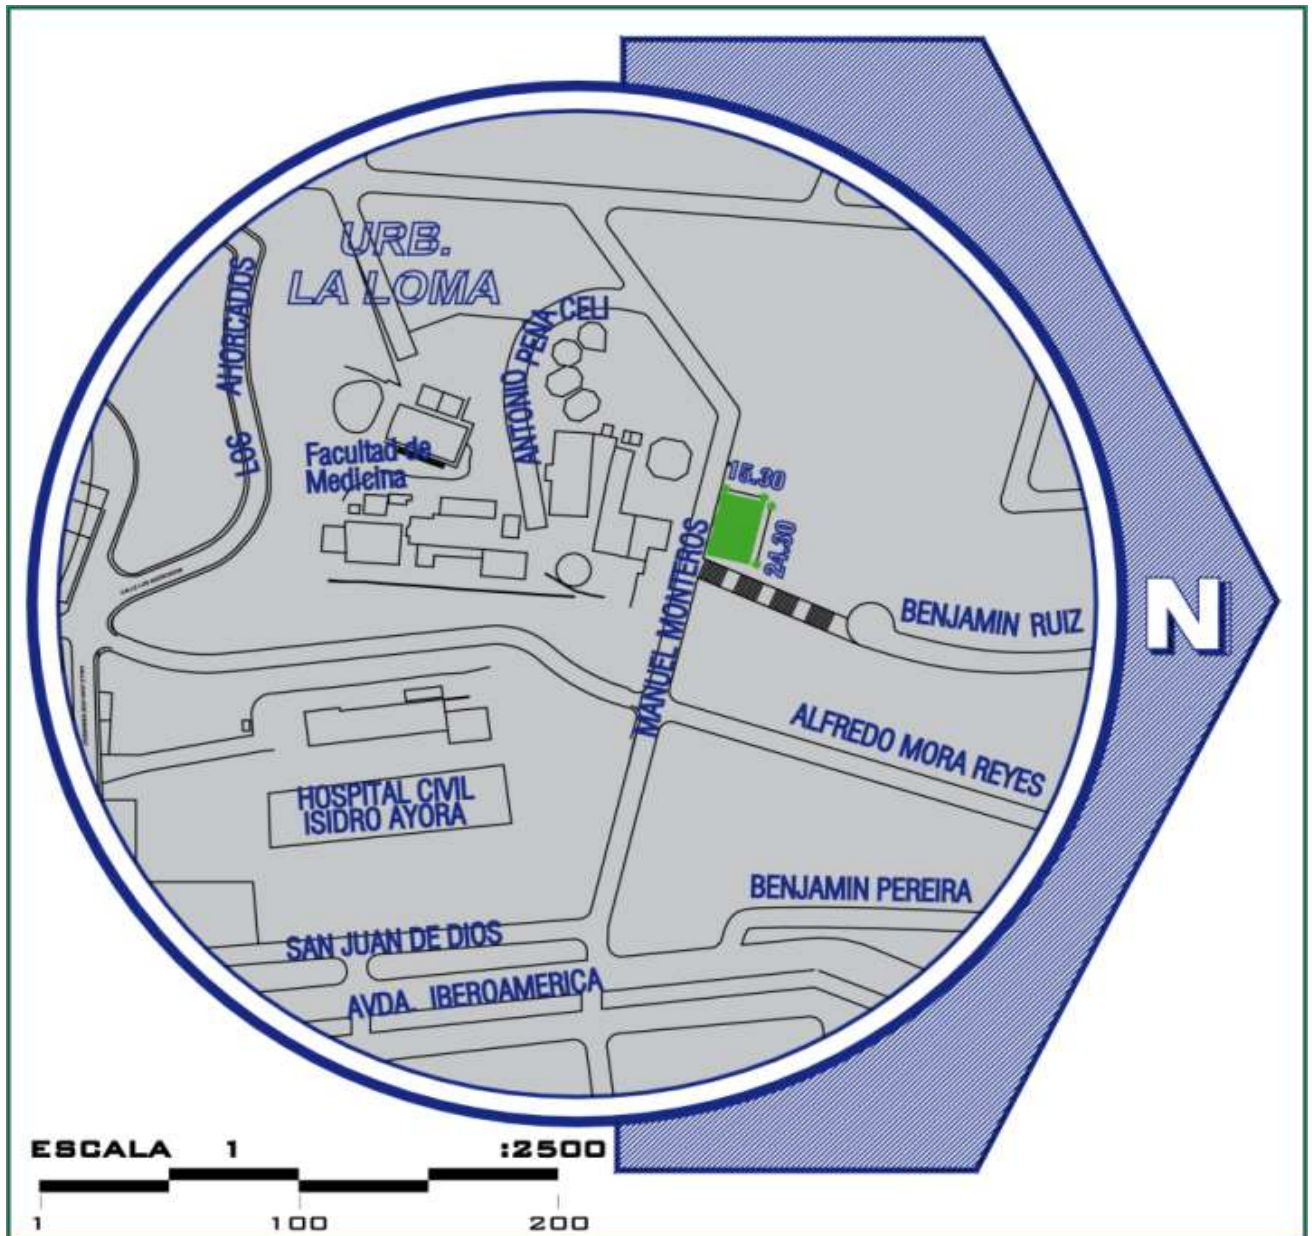 URB.
LA LOMA
LOS AHORCADOS
ANTONIO PEÑA CELI
Facultad de
Medicina
15.30
24.30
MANUEL MONTEROS
BENJAMIN RUIZ
N
ALFREDO MORA REYES
HOSPITAL CIVIL
ISIDRO AYORA
BENJAMIN PEREIRA
SAN JUAN DE DIOS
AVDA. IBEROAMERICA
ESCALA 1 :2500
1 100 200